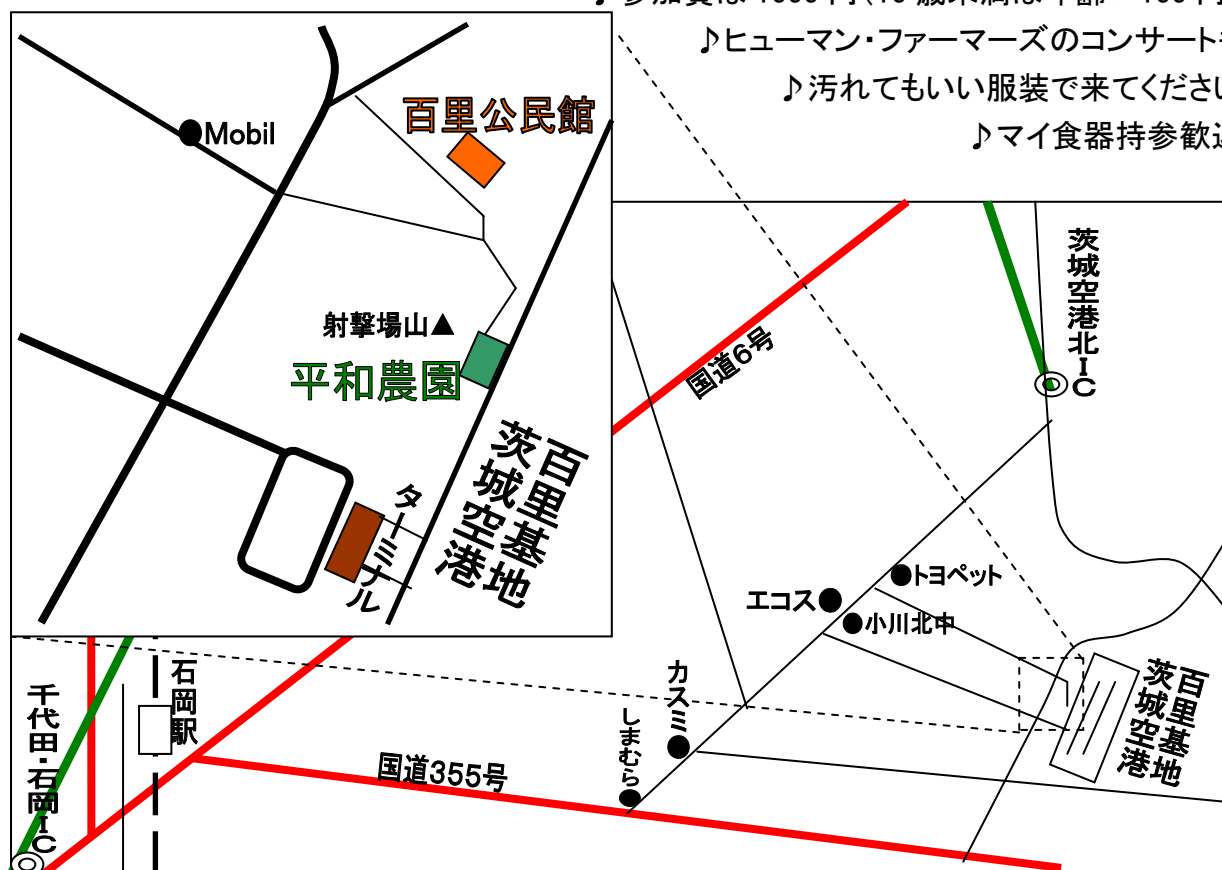 ♪ヒューマン・ファーマーズのコンサート
♪汚れてもいい服装で来てください
♪マイ食器持参歓迎
百里公民館
Mobil
射撃場山▲
平和農園
百里基地
茨城空港
ターミナル
茨城空港北IC
国道6号
トヨペット
エコス
小川北中
百里基地
茨城空港
カスミ
しまむら
石岡駅
国道355号
千代田・石岡IC